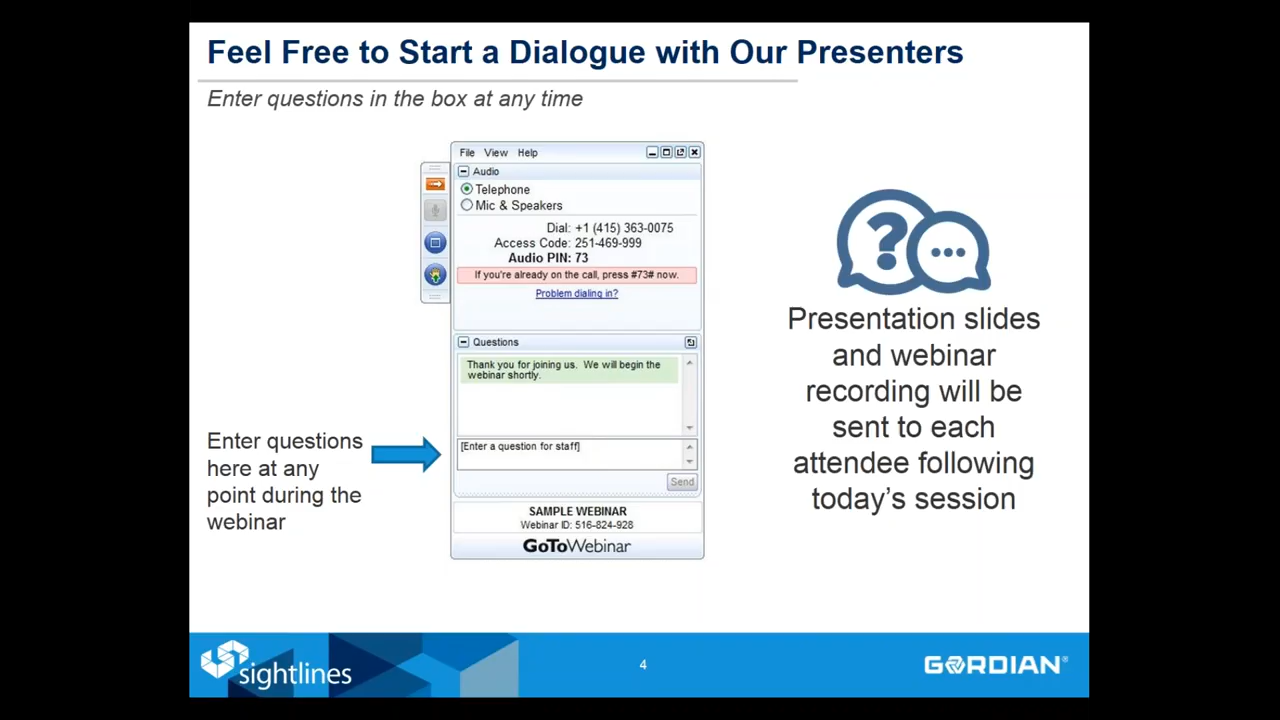 Feel Free to Start a Dialogue with Our Presenters
Enter questions in the box at any time
File View Help
Audio
Telephone
Mic & Speakers
Dial: +1 (415) 363-0075
Access Code: 251-469-999
Audio PIN: 73
If you're already on the call, press #73# now.
Problem dialing in?
Questions
Thank you for joining us. We will begin the
webinar shortly.
[Enter a question for staff]
Send
SAMPLE WEBINAR
Webinar ID: 516-824-928
GoToWebinar
Enter questions
here at any
point during the
webinar
?
Presentation slides
and webinar
recording will be
sent to each
attendee following
today's session
sightlines
4
GORDIAN®